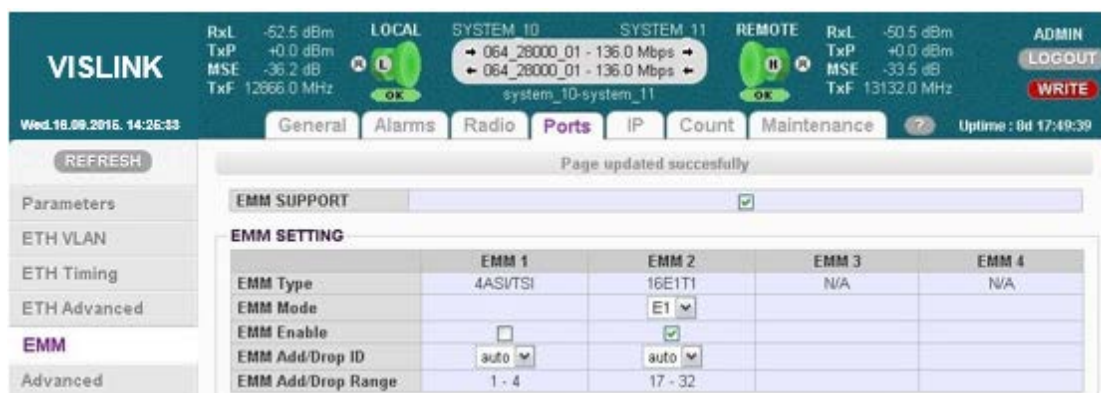 VISLINK
Wed.16.09.2015. 14:25:33
RxL -52.5 dBm
TxP +0.0 dBm
MSE -36.2 dB
TxF 12866.0 MHz
LOCAL
R L
OK
SYSTEM_10 SYSTEM_11
→ 064_28000_01 - 136.0 Mbps →
← 064_28000_01 - 136.0 Mbps ←
system_10-system_11
REMOTE
H R
OK
RxL -50.5 dBm
TxP +0.0 dBm
MSE -33.5 dB
TxF 13132.0 MHz
ADMIN
LOGOUT
WRITE
General Alarms Radio Ports IP Count Maintenance ?
Uptime : 8d 17:49:39
REFRESH
Parameters
ETH VLAN
ETH Timing
ETH Advanced
EMM
Advanced
Page updated succesfully
EMM SUPPORT
EMM SETTING
EMM 1 EMM 2 EMM 3 EMM 4
EMM Type 4ASI/TSI 16E1T1 N/A N/A
EMM Mode E1
EMM Enable
EMM Add/Drop ID auto auto
EMM Add/Drop Range 1 - 4 17 - 32